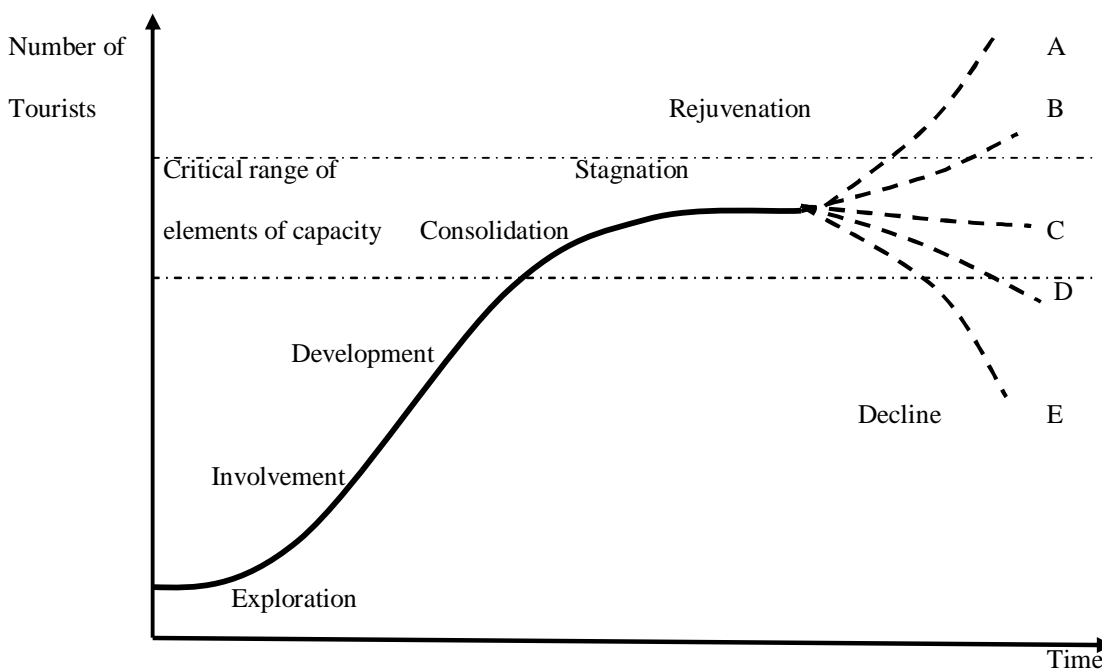 Number of
A
Tourists
Rejuvenation
B
Critical range of
Stagnation
elements of capacity
Consolidation
C
D
Development
Decline
E
Involvement
Exploration
Time